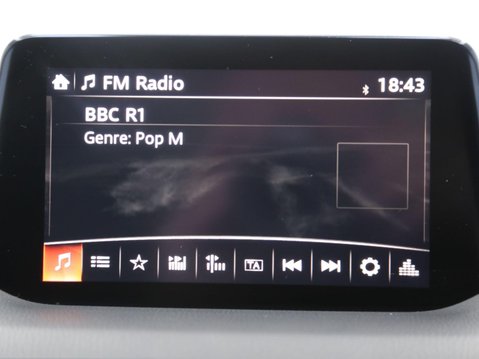 FM Radio 18:43
BBC R1
Genre: Pop M
TA